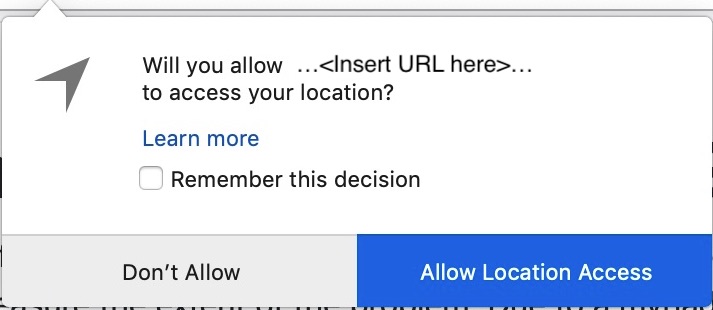 Will you allow ...<Insert URL here>...
to access your location?
Learn more
Remember this decision
Don’t Allow
Allow Location Access